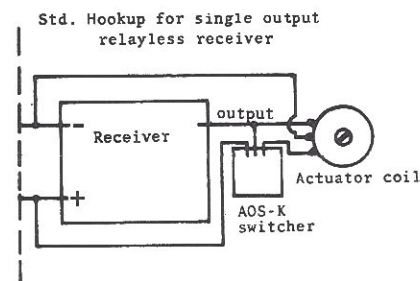 Std. Hookup for single output
relayless receiver
output
-
Receiver
Actuator coil
+
AOS-K
switcher